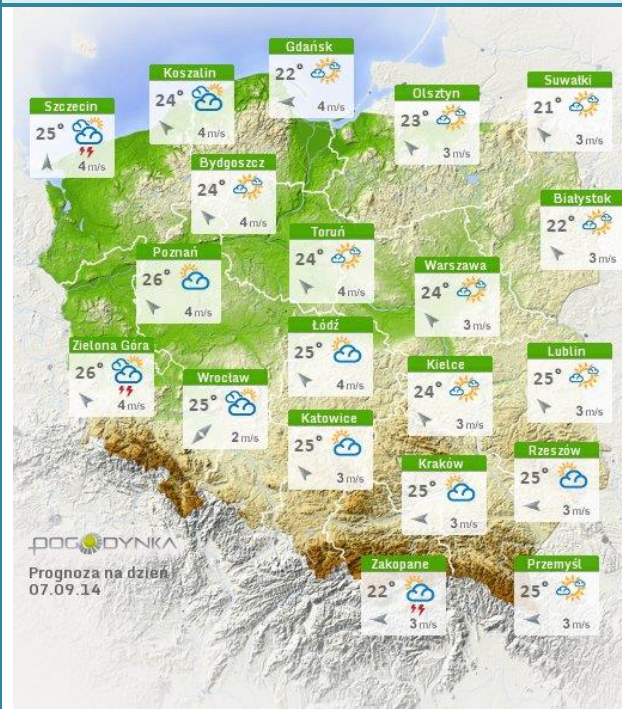 Gdańsk
22°
4 m/s
Koszalin
24°
4 m/s
Szczecin
25°
4 m/s
Olsztyn
23°
3 m/s
Suwałki
21°
3 m/s
Bydgoszcz
24°
4 m/s
Białystok
22°
3 m/s
Toruń
24°
4 m/s
Poznań
26°
4 m/s
Warszawa
24°
3 m/s
Łódź
25°
4 m/s
Zielona Góra
26°
4 m/s
Wrocław
25°
2 m/s
Kielce
24°
3 m/s
Lublin
25°
3 m/s
Katowice
25°
3 m/s
Kraków
25°
3 m/s
Rzeszów
25°
3 m/s
Zakopane
22°
3 m/s
Przemyśl
25°
3 m/s
POGODYNKA
Prognoza na dzień
07.09.14